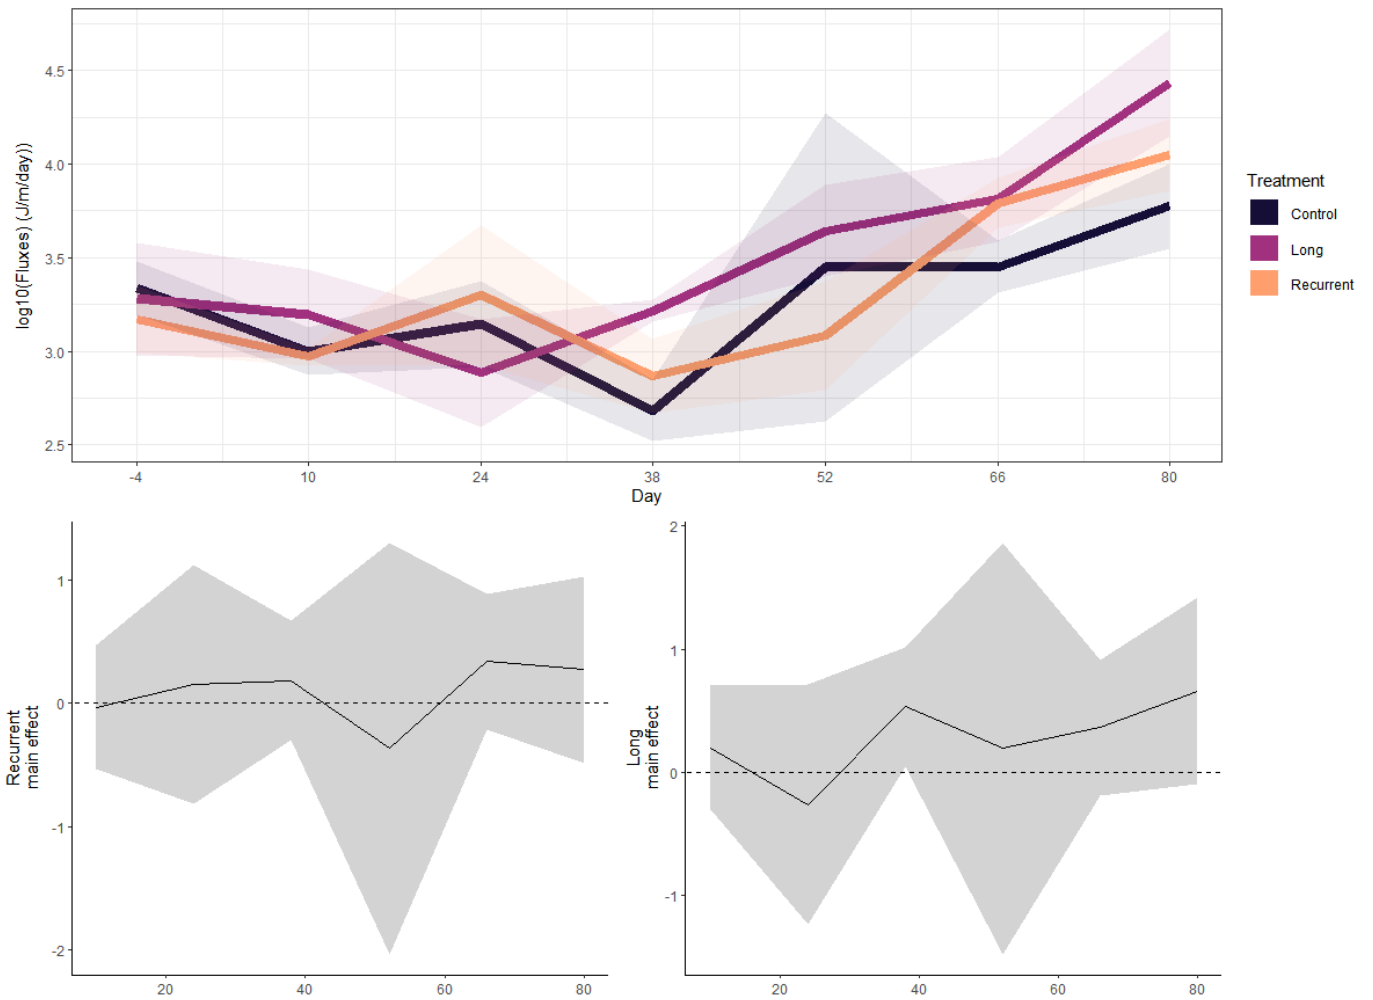 log10(Fluxes) (J/m/day))
4.5
4.0
3.5
3.0
2.5
-4 10 24 38 52 66 80
Day
Treatment
Control
Long
Recurrent
Recurrent
main effect
1
0
-1
-2
20 40 60 80
Long
main effect
2
1
0
-1
20 40 60 80